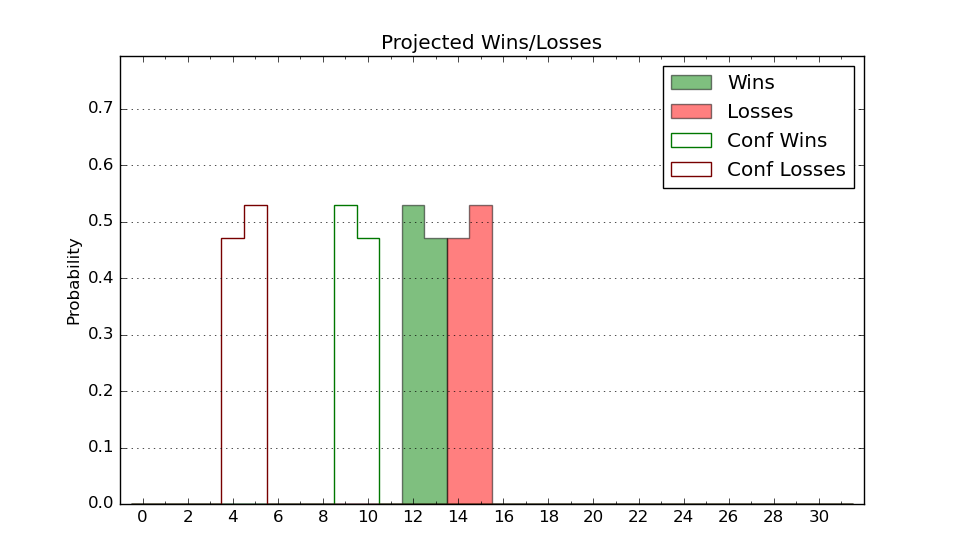 Projected Wins/Losses
Wins
Losses
Conf Wins
Conf Losses
Probability
0.7
0.6
0.5
0.4
0.3
0.2
0.1
0.0
0 2 4 6 8 10 12 14 16 18 20 22 24 26 28 30